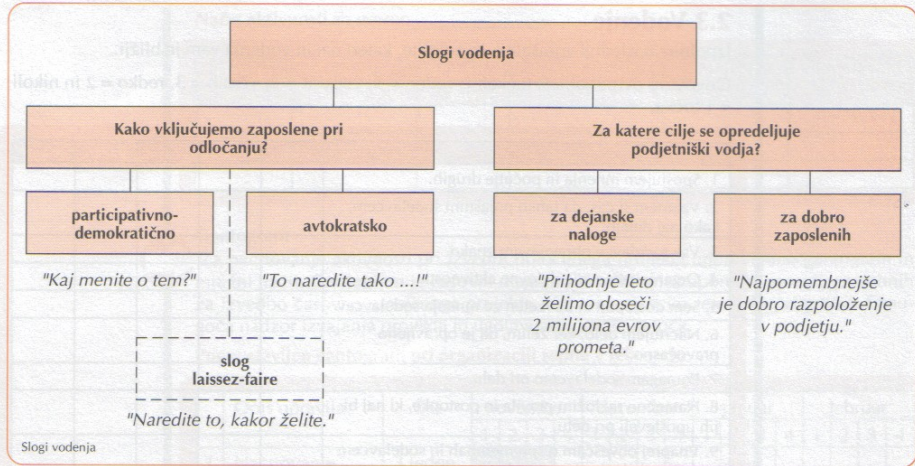 Slogi vodenja
Kako vključujemo zaposlene pri
odločanju?
Za katere cilje se opredeljuje
podjetniški vodja?
participativno-
demokratično
avtokratsko
za dejanske
naloge
za dobro
zaposlenih
"Kaj menite o tem?"
"To naredite tako ...!"
"Prihodnje leto
želimo doseči
2 milijona evrov
prometa."
"Najpomembnejše
je dobro razpoloženje
v podjetju."
slog
laissez-faire
"Naredite to, kakor želite."
Slogi vodenja